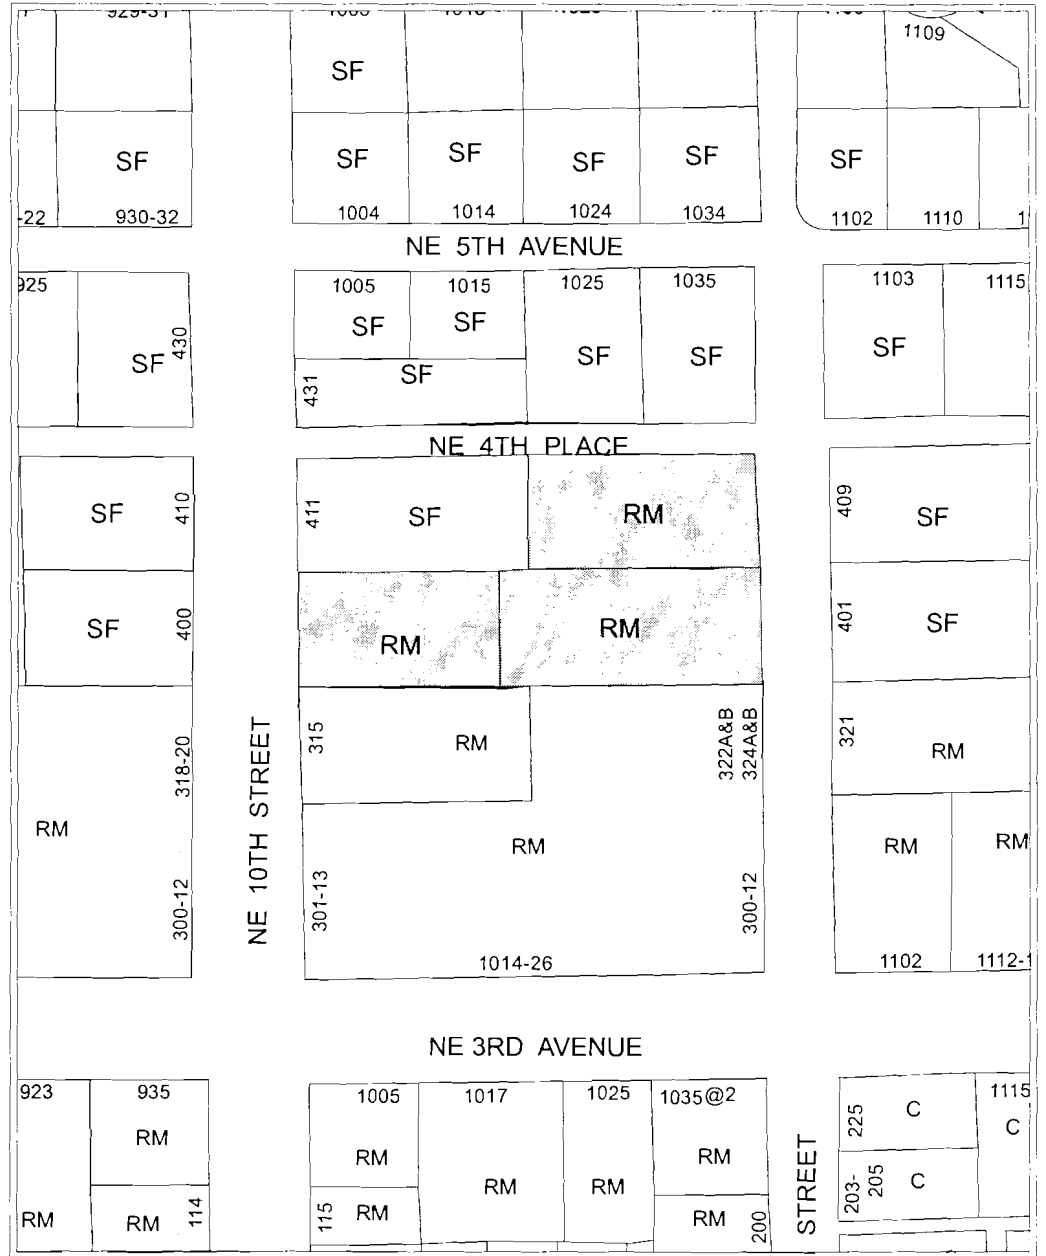 929-31
1109
SF
SF
SF
SF
SF
SF
SF
-22
930-32
1004
1014
1024
1034
1102
1110
NE 5TH AVENUE
925
1005
1015
1025
1035
1103
1115
SF
430
SF
SF
SF
SF
SF
431
SF
NE 4TH PLACE
SF
410
411
SF
RM
409
SF
SF
400
RM
RM
401
SF
318-20
315
RM
322A&B
324A&B
321
RM
RM
NE 10TH STREET
RM
RM
RM
300-12
301-13
300-12
1014-26
1102
1112-1
NE 3RD AVENUE
923
935
1005
1017
1025
1035@2
225
C
1115
C
RM
RM
RM
RM
RM
STREET
203-
205
C
RM
RM
114
115
RM
RM
200